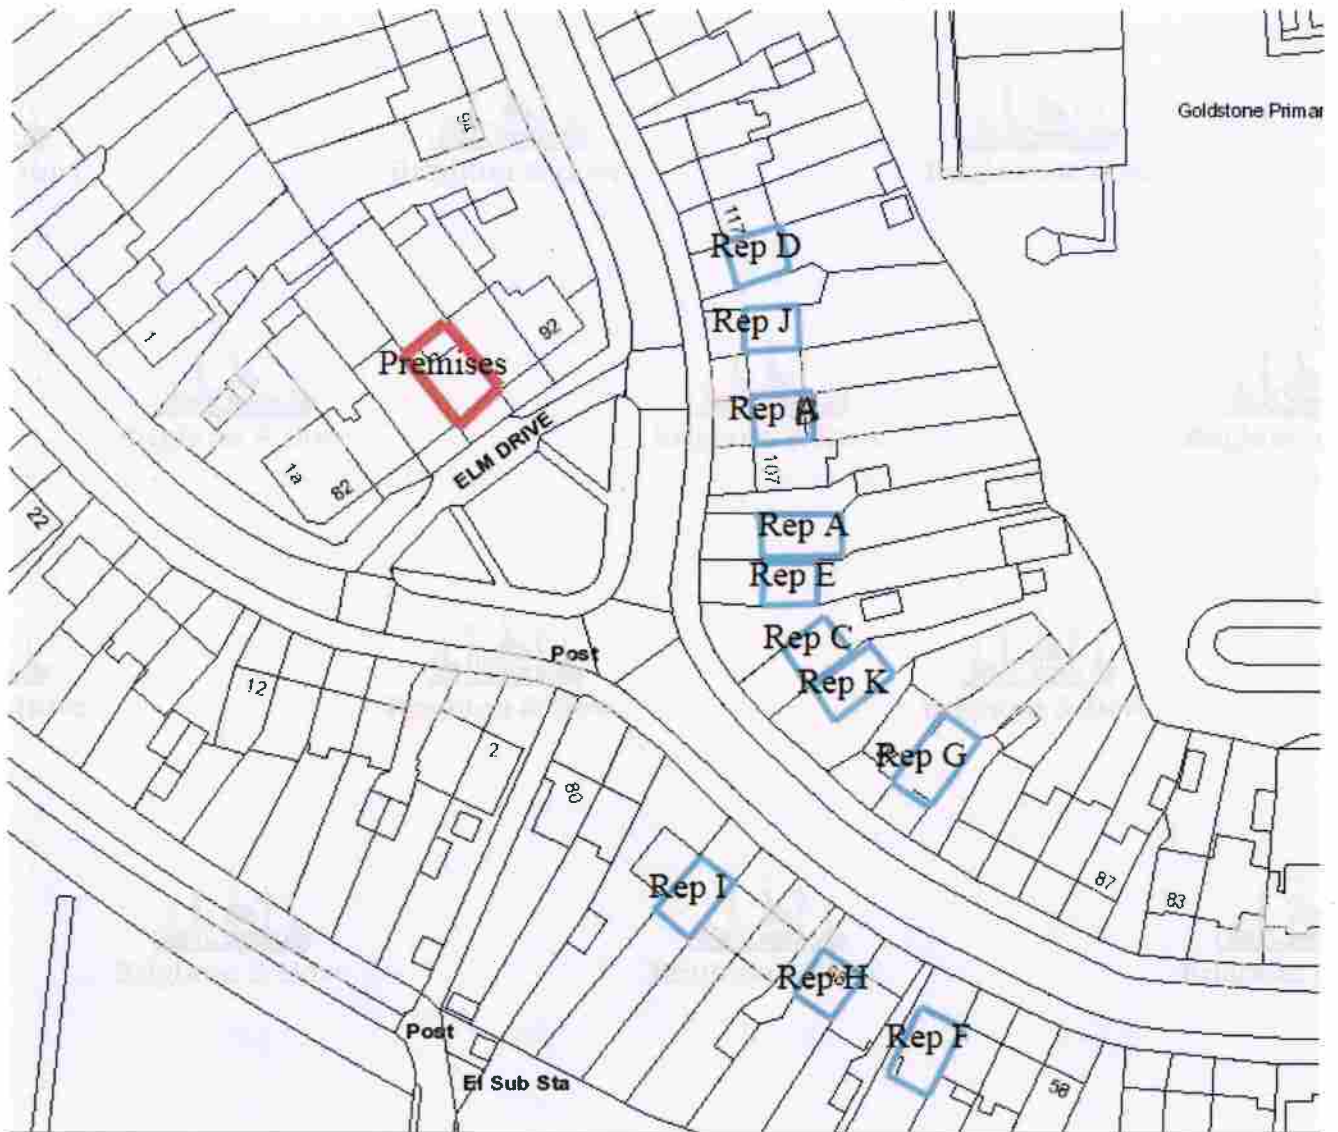 Goldstone Primar
94
117
Rep D
1
92
Rep J
Premises
Rep A
ELM DRIVE
107
1a
82
22
Rep A
Rep E
Rep C
Post
12
Rep K
2
Rep G
80
87
83
Rep I
Rep H
Post
Rep F
El Sub Sta
58